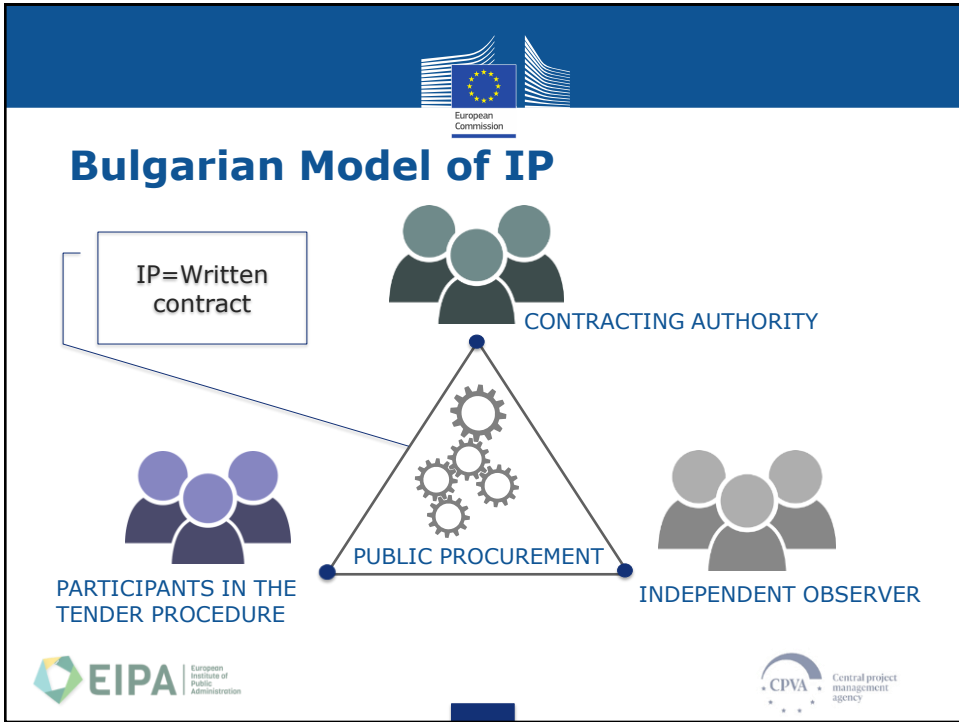 European
Commission
Bulgarian Model of IP
IP=Written
contract
CONTRACTING AUTHORITY
PUBLIC PROCUREMENT
PARTICIPANTS IN THE
TENDER PROCEDURE
INDEPENDENT OBSERVER
EIPA
European
Institute of
Public
Administration
CPVA
Central project
management
agency